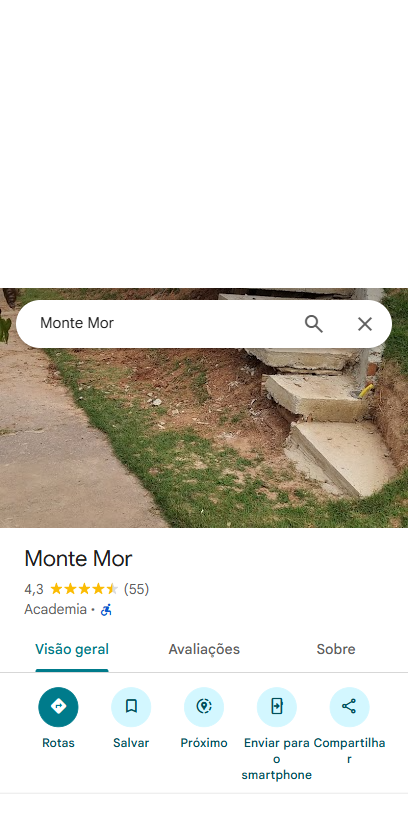 Monte Mor
Monte Mor
4,3 (55)
Academia ·
Visão geral Avaliações Sobre
Rotas Salvar Próximo Enviar para o smartphone Compartilhar